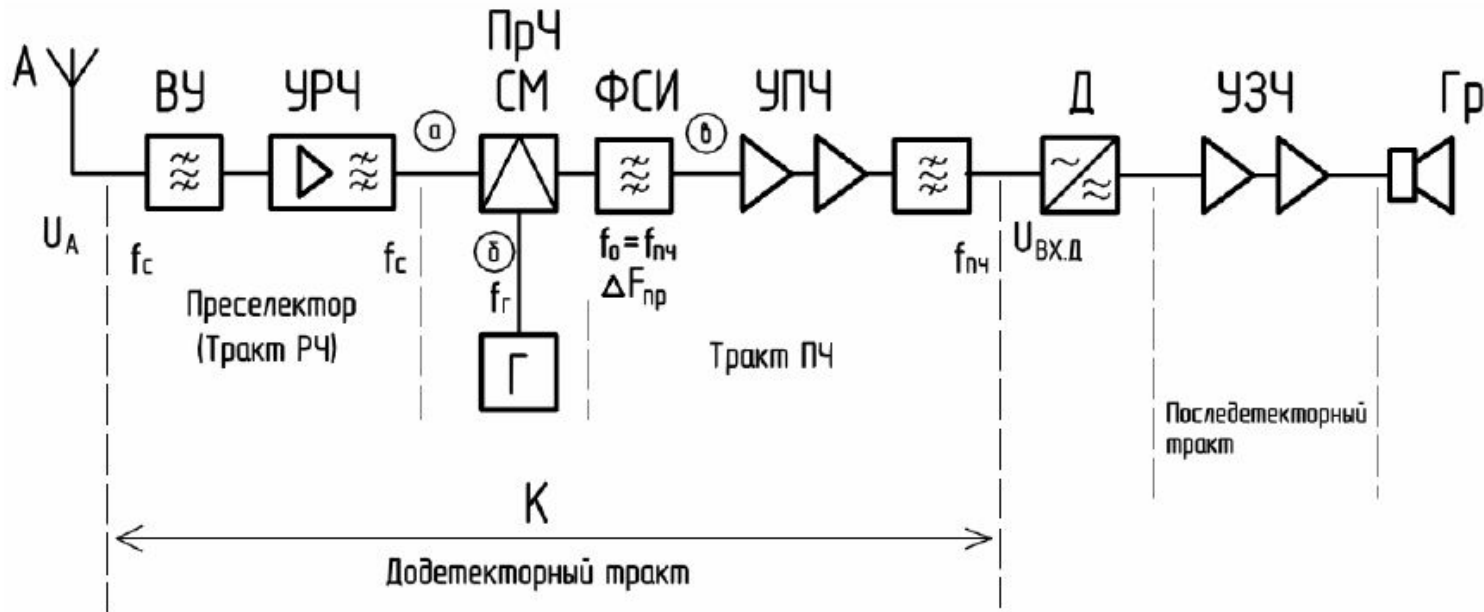 ПрЧ
А ВУ УРЧ СМ ФСИ УПЧ Д УЗЧ Гр
а в
U_A f_c f_c б f_0 = f_пч f_пч U_ВХ.Д
f_г ΔF_пр
Преселектор
(Тракт РЧ)
Г
Тракт ПЧ
Последетекторный
тракт
К
Додетекторный тракт